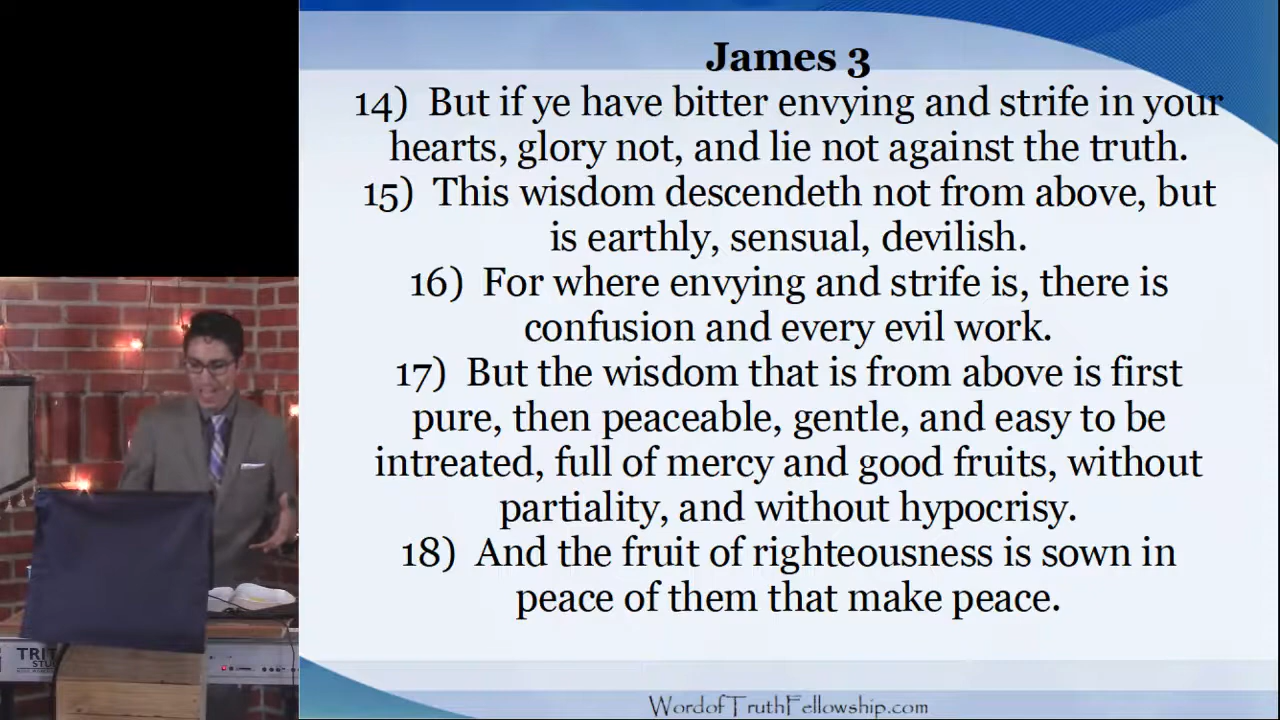 James 3
14) But if ye have bitter envying and strife in your
hearts, glory not, and lie not against the truth.
15) This wisdom descendeth not from above, but
is earthly, sensual, devilish.
16) For where envying and strife is, there is
confusion and every evil work.
17) But the wisdom that is from above is first
pure, then peaceable, gentle, and easy to be
intreated, full of mercy and good fruits, without
partiality, and without hypocrisy.
18) And the fruit of righteousness is sown in
peace of them that make peace.
TRIT
STU
WordofTruthFellowship.com